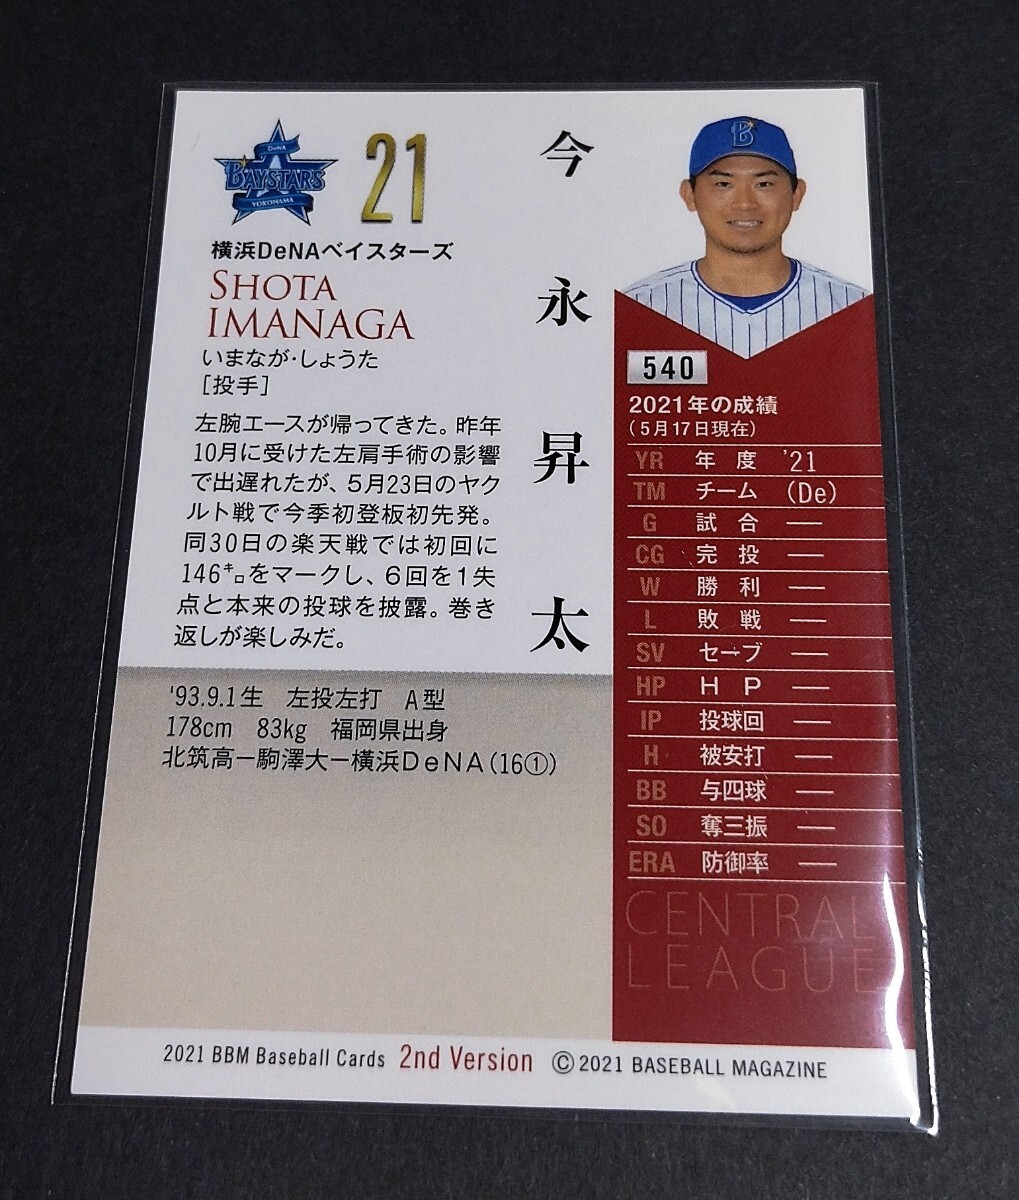 DeNA
BAYSTARS
YOKOHAMA
21
横浜DeNAベイスターズ
SHOTA
IMANAGA
いまなが・しょうた
[投手]
左腕エースが帰ってきた。昨年
10月に受けた左肩手術の影響
で出遅れたが、5月23日のヤク
ルト戦で今季初登板初先発。
同30日の楽天戦では初回に
146㌔をマークし、6回を1失
点と本来の投球を披露。巻き
返しが楽しみだ。
今永昇太
'93.9.1生 左投左打 A型
178cm 83kg 福岡県出身
北筑高ー駒澤大ー横浜DeNA(16①)
B
540
2021年の成績
(5月17日現在)
YR 年度 '21
TM チーム (De)
G 試合 —
CG 完投 —
W 勝利 —
L 敗戦 —
SV セーブ —
HP HP —
IP 投球回 —
H 被安打 —
BB 与四球 —
SO 奪三振 —
ERA 防御率 —
CENTRAL
LEAGUE
2021 BBM Baseball Cards 2nd Version ©2021 BASEBALL MAGAZINE